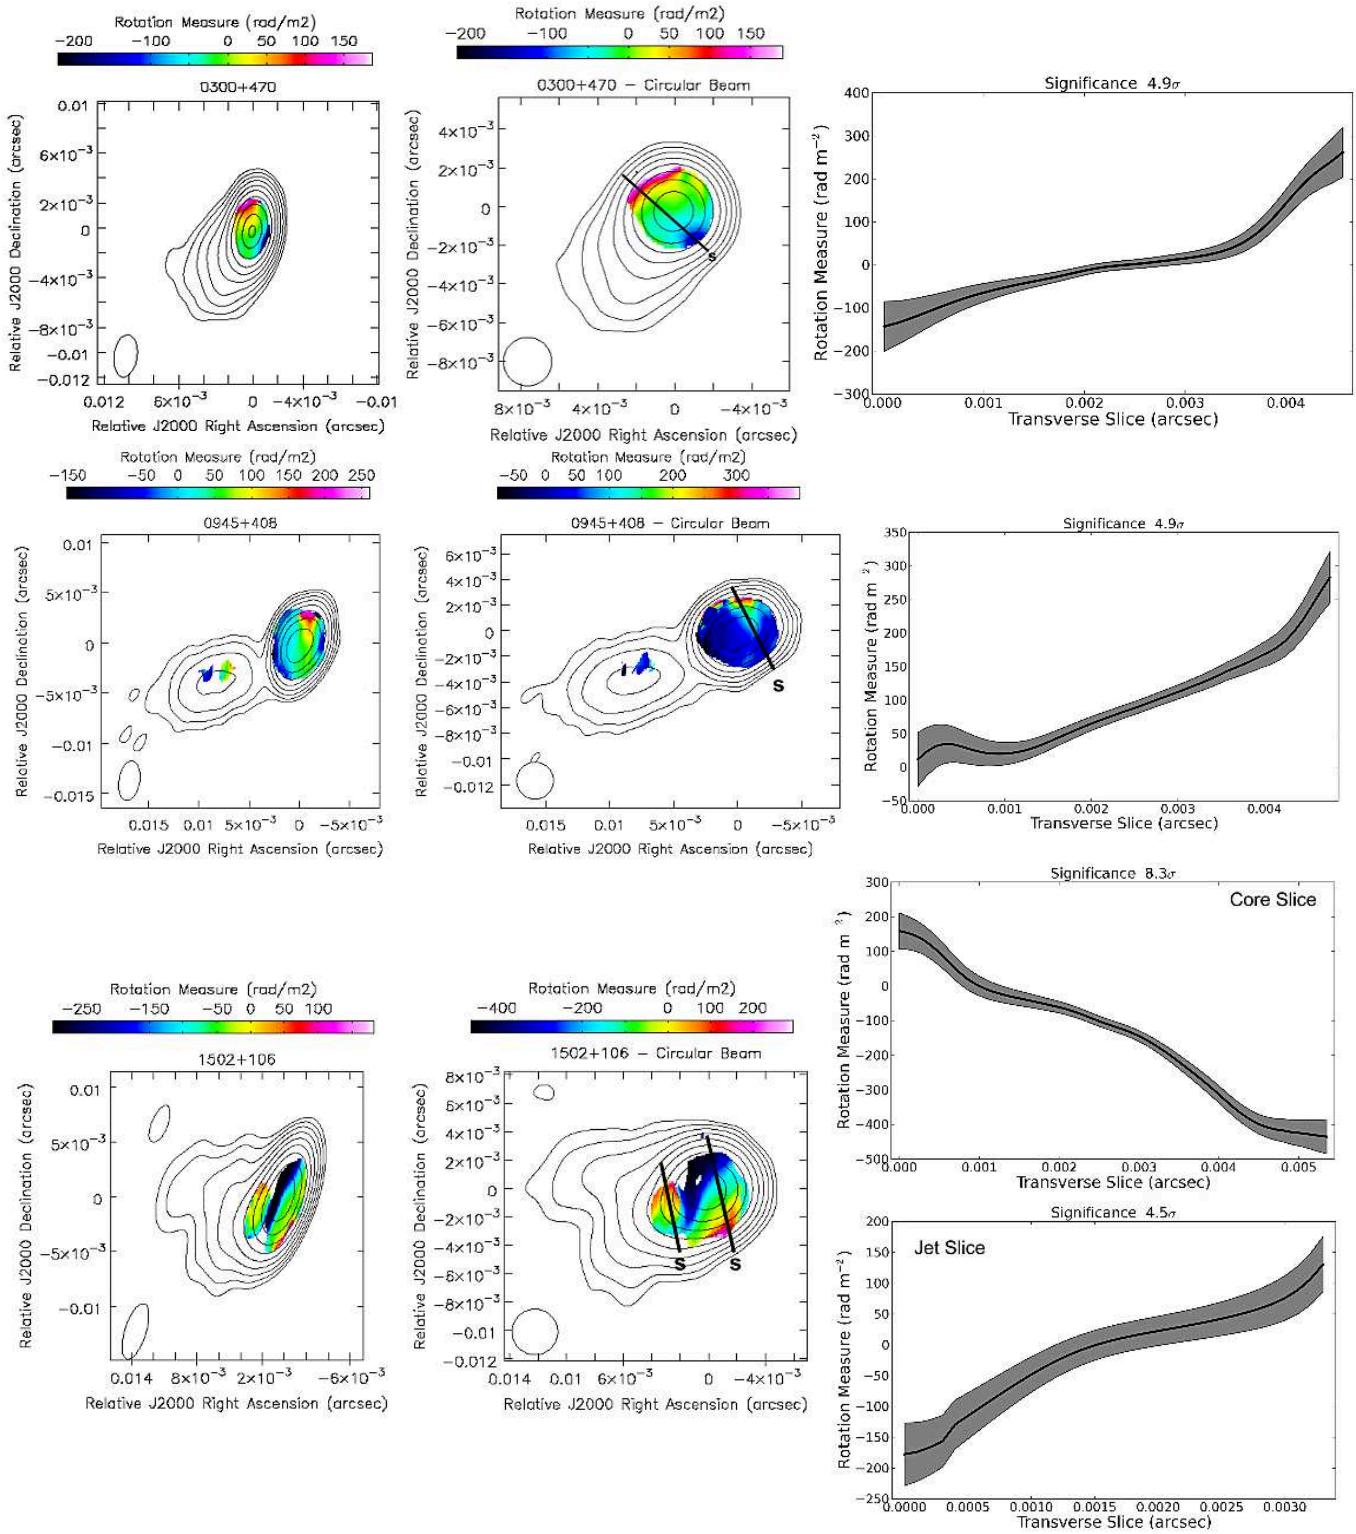 Rotation Measure (rad/m2)
−200 −100 0 50 100 150
0300+470
0.01
6×10⁻³
2×10⁻³
0
−4×10⁻³
−8×10⁻³
−0.01
−0.012
Relative J2000 Declination (arcsec)
0.012 6×10⁻³ 0 −4×10⁻³ −0.01
Relative J2000 Right Ascension (arcsec)
Rotation Measure (rad/m2)
−200 −100 0 50 100 150
0300+470 − Circular Beam
4×10⁻³
2×10⁻³
0
−2×10⁻³
−4×10⁻³
−6×10⁻³
−8×10⁻³
Relative J2000 Declination (arcsec)
S
8×10⁻³ 4×10⁻³ 0 −4×10⁻³
Relative J2000 Right Ascension (arcsec)
Significance 4.9σ
400
300
200
100
0
−100
−200
−300
Rotation Measure (rad m⁻²)
0.000 0.001 0.002 0.003 0.004
Transverse Slice (arcsec)
Rotation Measure (rad/m2)
−150 −50 0 50 100 150 200 250
0945+408
0.01
5×10⁻³
0
−5×10⁻³
−0.01
−0.015
Relative J2000 Declination (arcsec)
0.015 0.01 5×10⁻³ 0 −5×10⁻³
Relative J2000 Right Ascension (arcsec)
Rotation Measure (rad/m2)
−50 0 50 100 200 300
0945+408 − Circular Beam
6×10⁻³
4×10⁻³
2×10⁻³
0
−2×10⁻³
−4×10⁻³
−6×10⁻³
−8×10⁻³
−0.01
−0.012
Relative J2000 Declination (arcsec)
S
0.015 0.01 5×10⁻³ 0 −5×10⁻³
Relative J2000 Right Ascension (arcsec)
Significance 4.9σ
350
300
250
200
150
100
50
0
−50
Rotation Measure (rad m⁻²)
0.000 0.001 0.002 0.003 0.004
Transverse Slice (arcsec)
Significance 8.3σ
Core Slice
300
200
100
0
−100
−200
−300
−400
−500
Rotation Measure (rad m⁻²)
0.000 0.001 0.002 0.003 0.004 0.005
Transverse Slice (arcsec)
Rotation Measure (rad/m2)
−250 −150 −50 0 50 100
1502+106
0.01
5×10⁻³
0
−5×10⁻³
−0.01
Relative J2000 Declination (arcsec)
0.014 8×10⁻³ 2×10⁻³ −6×10⁻³
Relative J2000 Right Ascension (arcsec)
Rotation Measure (rad/m2)
−400 −200 0 100 200
1502+106 − Circular Beam
8×10⁻³
6×10⁻³
4×10⁻³
2×10⁻³
0
−2×10⁻³
−4×10⁻³
−6×10⁻³
−8×10⁻³
−0.01
−0.012
Relative J2000 Declination (arcsec)
S S
0.014 0.01 6×10⁻³ 0 −4×10⁻³
Relative J2000 Right Ascension (arcsec)
Significance 4.5σ
Jet Slice
200
150
100
50
0
−50
−100
−150
−200
−250
Rotation Measure (rad m⁻²)
0.0000 0.0005 0.0010 0.0015 0.0020 0.0025 0.0030
Transverse Slice (arcsec)